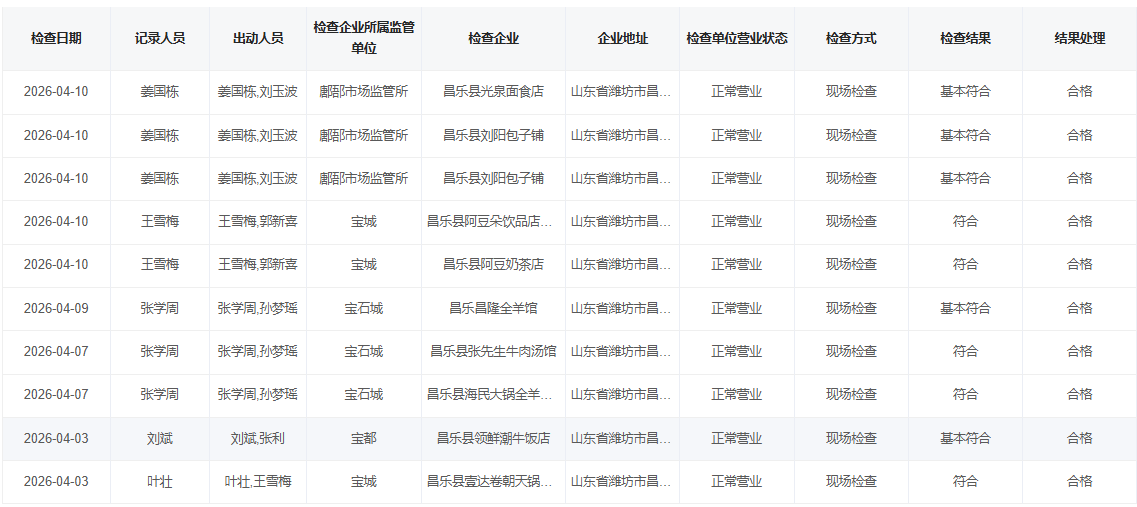 检查日期 记录人员 出动人员 检查企业所属监管单位 检查企业 企业地址 检查单位营业状态 检查方式 检查结果 结果处理
2026-04-10 姜国栋 姜国栋,刘玉波 鄌郚市场监管所 昌乐县光泉面食店 山东省潍坊市昌... 正常营业 现场检查 基本符合 合格
2026-04-10 姜国栋 姜国栋,刘玉波 鄌郚市场监管所 昌乐县刘阳包子铺 山东省潍坊市昌... 正常营业 现场检查 基本符合 合格
2026-04-10 姜国栋 姜国栋,刘玉波 鄌郚市场监管所 昌乐县刘阳包子铺 山东省潍坊市昌... 正常营业 现场检查 基本符合 合格
2026-04-10 王雪梅 王雪梅,郭新喜 宝城 昌乐县阿豆朵饮品店... 山东省潍坊市昌... 正常营业 现场检查 符合 合格
2026-04-10 王雪梅 王雪梅,郭新喜 宝城 昌乐县阿豆奶茶店 山东省潍坊市昌... 正常营业 现场检查 符合 合格
2026-04-09 张学周 张学周,孙梦瑶 宝石城 昌乐昌隆全羊馆 山东省潍坊市昌... 正常营业 现场检查 基本符合 合格
2026-04-07 张学周 张学周,孙梦瑶 宝石城 昌乐县张先生牛肉汤馆 山东省潍坊市昌... 正常营业 现场检查 符合 合格
2026-04-07 张学周 张学周,孙梦瑶 宝石城 昌乐县海民大锅全羊... 山东省潍坊市昌... 正常营业 现场检查 符合 合格
2026-04-03 刘斌 刘斌,张利 宝都 昌乐县领鲜潮牛饭店 山东省潍坊市昌... 正常营业 现场检查 基本符合 合格
2026-04-03 叶壮 叶壮,王雪梅 宝城 昌乐县壹达卷朝天锅... 山东省潍坊市昌... 正常营业 现场检查 符合 合格